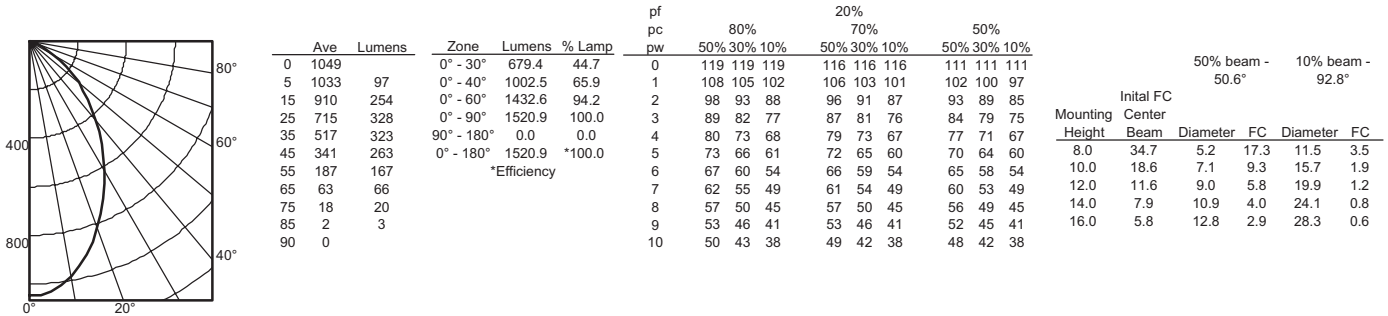 400
800
0°
20°
40°
60°
80°
Ave Lumens
0 1049
5 1033 97
15 910 254
25 715 328
35 517 323
45 341 263
55 187 167
65 63 66
75 18 20
85 2 3
90 0
Zone Lumens % Lamp
0° - 30° 679.4 44.7
0° - 40° 1002.5 65.9
0° - 60° 1432.6 94.2
0° - 90° 1520.9 100.0
90° - 180° 0.0 0.0
0° - 180° 1520.9 *100.0
*Efficiency
pf 20%
pc 80% 70% 50%
pw 50% 30% 10% 50% 30% 10% 50% 30% 10%
0 119 119 119 116 116 116 111 111 111
1 108 105 102 106 103 101 102 100 97
2 98 93 88 96 91 87 93 89 85
3 89 82 77 87 81 76 84 79 75
4 80 73 68 79 73 67 77 71 67
5 73 66 61 72 65 60 70 64 60
6 67 60 54 66 59 54 65 58 54
7 62 55 49 61 54 49 60 53 49
8 57 50 45 57 50 45 56 49 45
9 53 46 41 53 46 41 52 45 41
10 50 43 38 49 42 38 48 42 38
50% beam - 10% beam -
50.6° 92.8°
Inital FC
Mounting Center
Height Beam Diameter FC Diameter FC
8.0 34.7 5.2 17.3 11.5 3.5
10.0 18.6 7.1 9.3 15.7 1.9
12.0 11.6 9.0 5.8 19.9 1.2
14.0 7.9 10.9 4.0 24.1 0.8
16.0 5.8 12.8 2.9 28.3 0.6